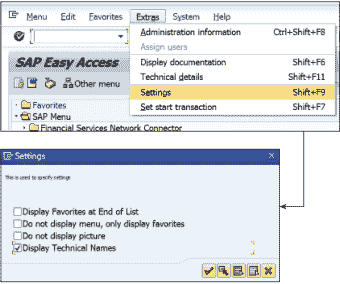 Menu Edit Favorites Extras System Help
Administration information Ctrl+Shift+F8
Assign users
SAP Easy Access
Display documentation Shift+F6
Technical details Shift+F11
Other menu
Settings Shift+F9
Set start transaction Shift+F7
Favorites
SAP Menu
Financial Services Network Connector
Settings
This is used to specify settings
Display Favorites at End of List
Do not display menu, only display favorites
Do not display picture
Display Technical Names